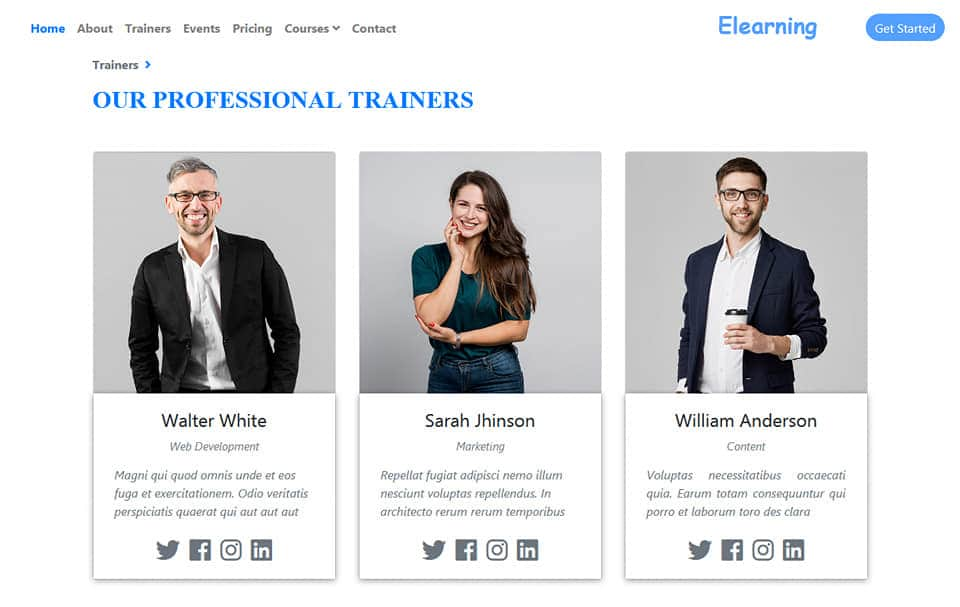 Home About Trainers Events Pricing Courses Contact Elearning Get Started
Trainers
OUR PROFESSIONAL TRAINERS
Walter White
Web Development
Magni qui quod omnis unde et eos
fuga et exercitationem. Odio veritatis
perspiciatis quaerat qui aut aut aut
Sarah Jhinson
Marketing
Repellat fugiat adipisci nemo illum
nesciunt voluptas repellendus. In
architecto rerum rerum temporibus
William Anderson
Content
Voluptas necessitatibus occaecati
quia. Earum totam consequuntur qui
porro et laborum toro des clara